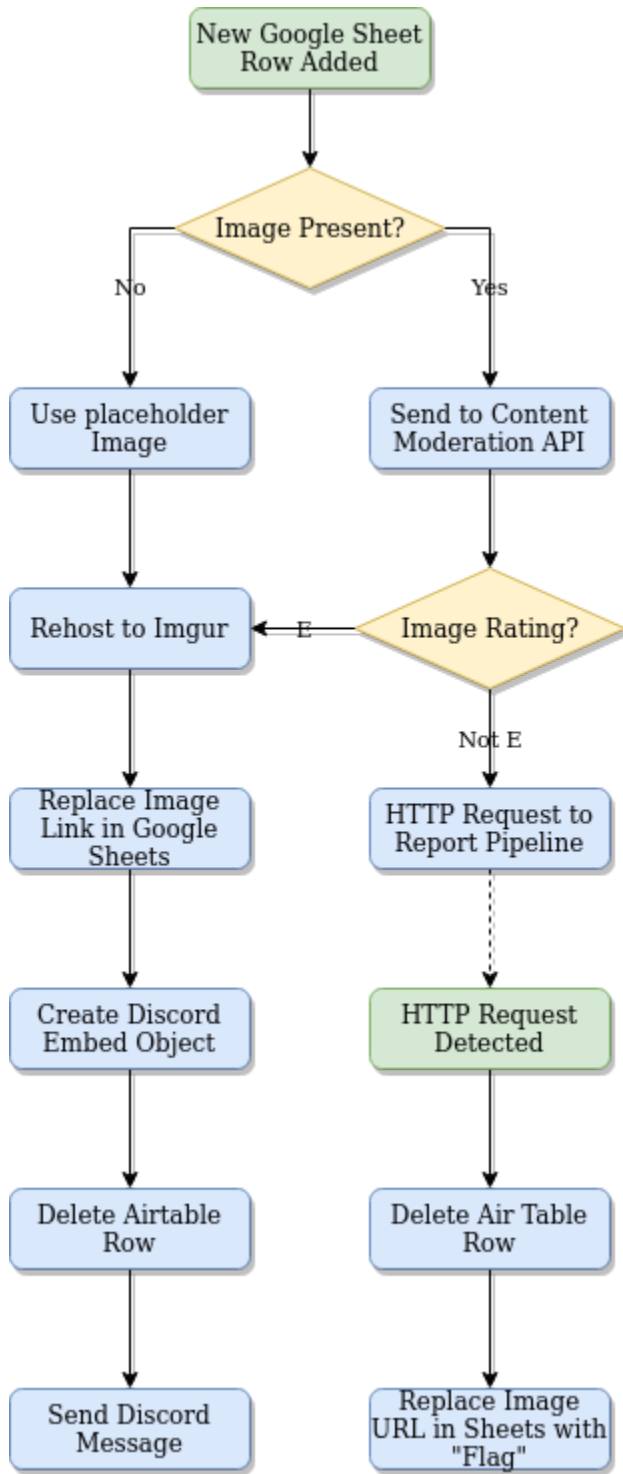 New Google Sheet
Row Added
Image Present?
No
Yes
Use placeholder
Image
Send to Content
Moderation API
Rehost to Imgur
E
Image Rating?
Not E
Replace Image
Link in Google
Sheets
HTTP Request to
Report Pipeline
Create Discord
Embed Object
HTTP Request
Detected
Delete Airtable
Row
Delete Air Table
Row
Send Discord
Message
Replace Image
URL in Sheets with
"Flag"